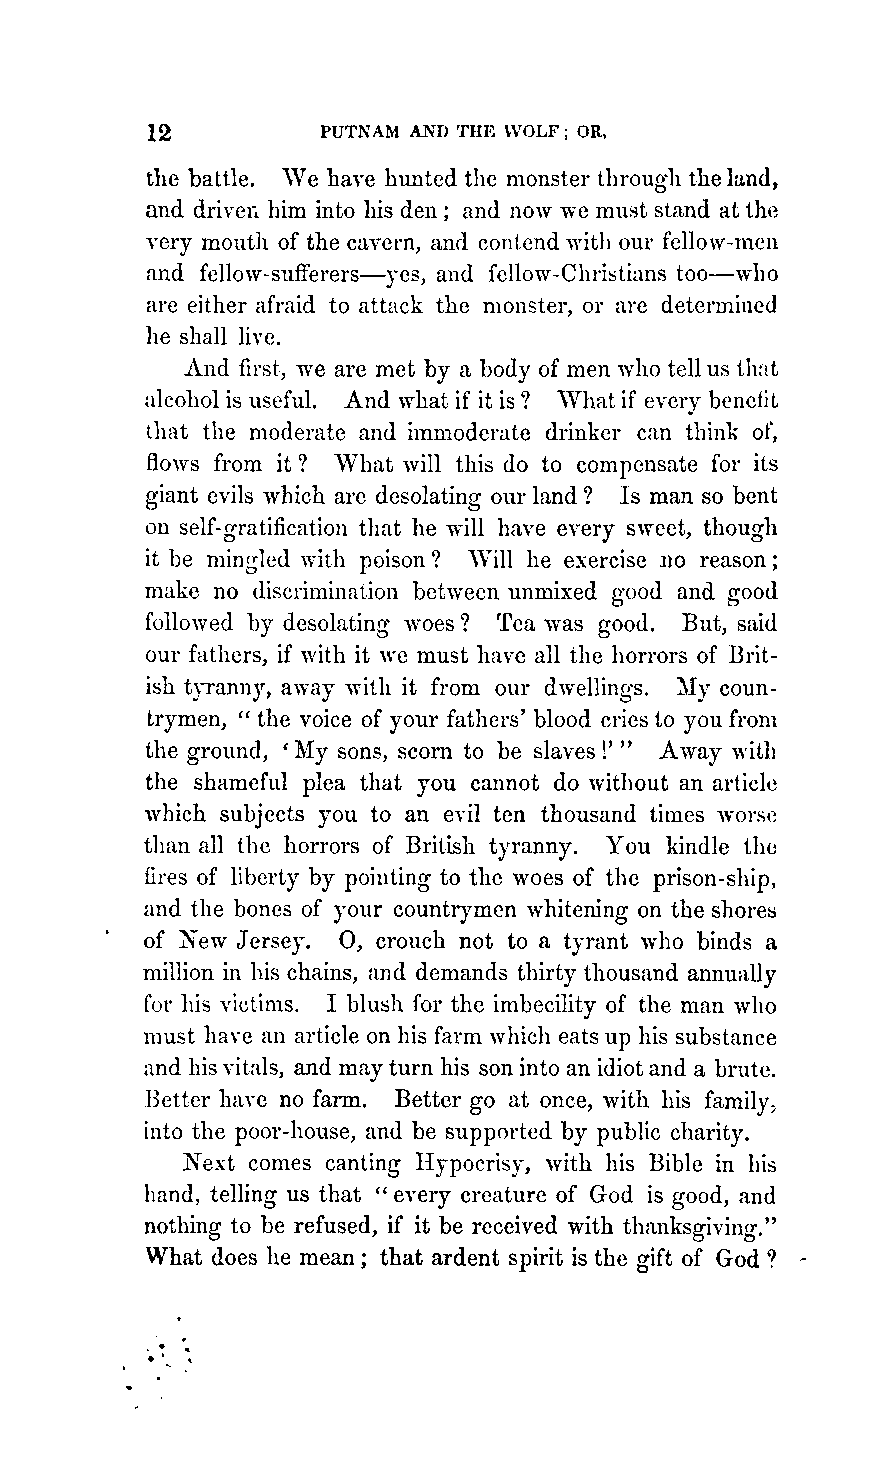 12 PUTNAM AND THE WOLF; OR,
the battle. We have hunted the monster through the land,
and driven him into his den; and now we must stand at the
very mouth of the cavern, and contend with our fellow-men
and fellow-sufferers—yes, and fellow-Christians too—who
are either afraid to attack the monster, or are determined
he shall live.
And first, we are met by a body of men who tell us that
alcohol is useful. And what if it is? What if every benefit
that the moderate and immoderate drinker can think of,
flows from it? What will this do to compensate for its
giant evils which are desolating our land? Is man so bent
on self-gratification that he will have every sweet, though
it be mingled with poison? Will he exercise no reason;
make no discrimination between unmixed good and good
followed by desolating woes? Tea was good. But, said
our fathers, if with it we must have all the horrors of Brit-
ish tyranny, away with it from our dwellings. My coun-
trymen, "the voice of your fathers' blood cries to you from
the ground, 'My sons, scorn to be slaves!'" Away with
the shameful plea that you cannot do without an article
which subjects you to an evil ten thousand times worse
than all the horrors of British tyranny. You kindle the
fires of liberty by pointing to the woes of the prison-ship,
and the bones of your countrymen whitening on the shores
of New Jersey. O, crouch not to a tyrant who binds a
million in his chains, and demands thirty thousand annually
for his victims. I blush for the imbecility of the man who
must have an article on his farm which eats up his substance
and his vitals, and may turn his son into an idiot and a brute.
Better have no farm. Better go at once, with his family,
into the poor-house, and be supported by public charity.
Next comes canting Hypocrisy, with his Bible in his
hand, telling us that "every creature of God is good, and
nothing to be refused, if it be received with thanksgiving."
What does he mean; that ardent spirit is the gift of God?